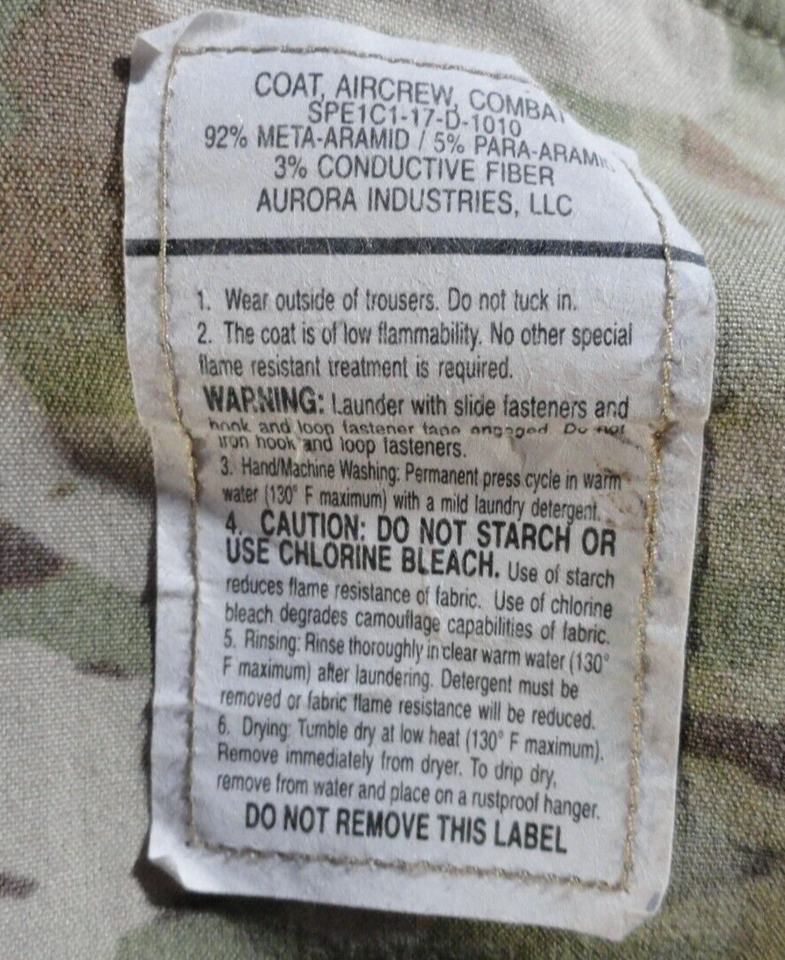 COAT, AIRCREW, COMBAT
SPE1C1-17-D-1010
92% META-ARAMID / 5% PARA-ARAMID
3% CONDUCTIVE FIBER
AURORA INDUSTRIES, LLC
1. Wear outside of trousers. Do not tuck in.
2. The coat is of low flammability. No other special
flame resistant treatment is required.
WARNING: Launder with slide fasteners and
hook and loop fastener tape engaged. Do not
iron hook and loop fasteners.
3. Hand/Machine Washing: Permanent press cycle in warm
water (130° F maximum) with a mild laundry detergent.
4. CAUTION: DO NOT STARCH OR
USE CHLORINE BLEACH. Use of starch
reduces flame resistance of fabric. Use of chlorine
bleach degrades camouflage capabilities of fabric.
5. Rinsing: Rinse thoroughly in clear warm water (130°
F maximum) after laundering. Detergent must be
removed or fabric flame resistance will be reduced.
6. Drying: Tumble dry at low heat (130° F maximum).
Remove immediately from dryer. To drip dry,
remove from water and place on a rustproof hanger.
DO NOT REMOVE THIS LABEL